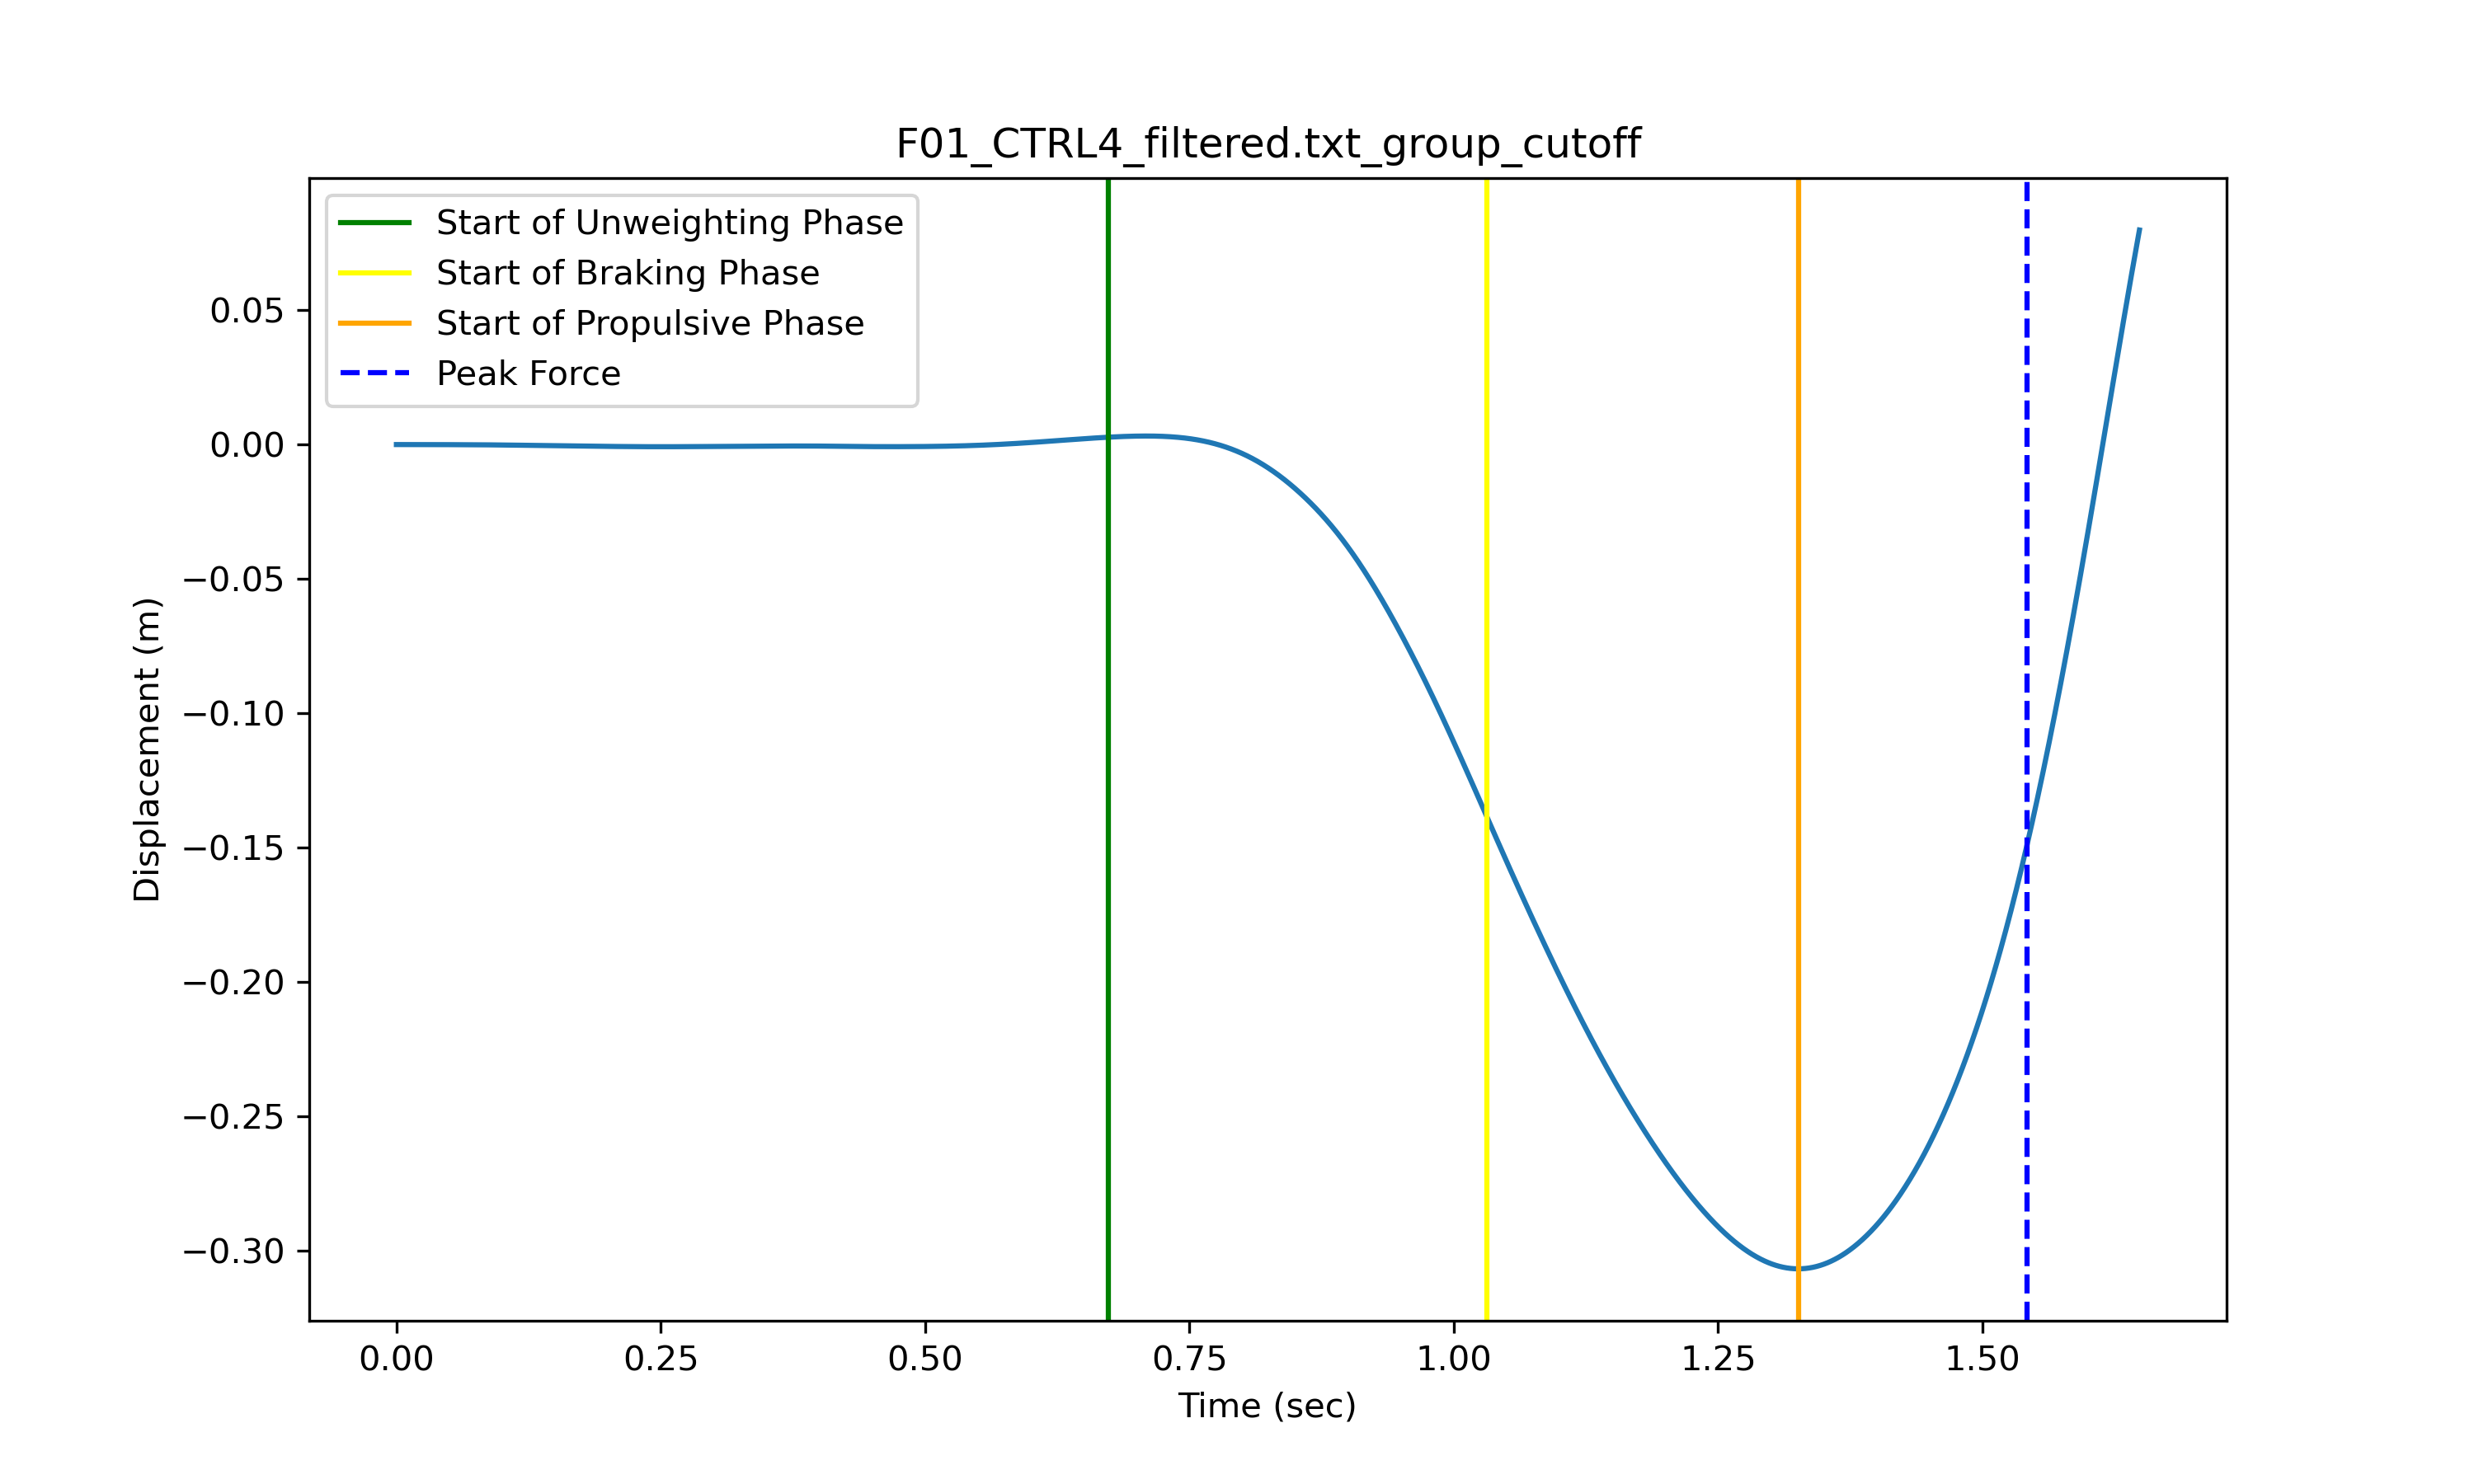 F01_CTRL4_filtered.txt_group_cutoff
Start of Unweighting Phase
Start of Braking Phase
Start of Propulsive Phase
Peak Force
0.05
0.00
−0.05
−0.10
−0.15
−0.20
−0.25
−0.30
Displacement (m)
0.00 0.25 0.50 0.75 1.00 1.25 1.50
Time (sec)